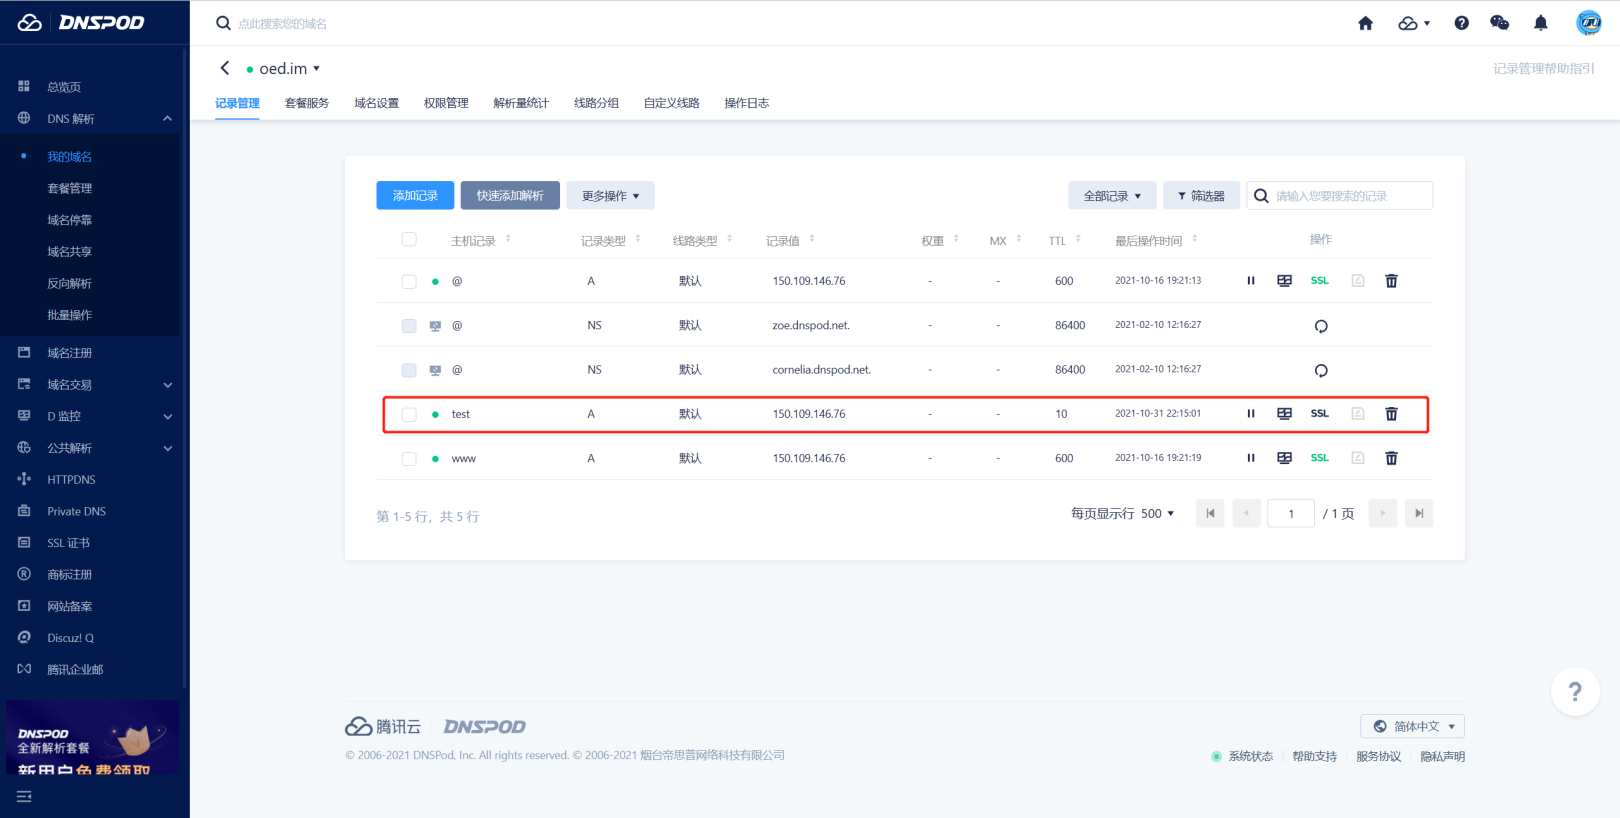 DNSPOD
点此搜索您的域名
oed.im
记录管理帮助指引
记录管理 套餐服务 域名设置 权限管理 解析量统计 线路分组 自定义线路 操作日志
总览页
DNS 解析
我的域名
套餐管理
域名停靠
域名共享
反向解析
批量操作
域名注册
域名交易
D 监控
公共解析
HTTPDNS
Private DNS
SSL 证书
商标注册
网站备案
Discuz! Q
腾讯企业邮
DNSPOD
全新解析套餐
新用户免费领取
添加记录 快速添加解析 更多操作 全部记录 筛选器 请输入您要搜索的记录
主机记录 记录类型 线路类型 记录值 权重 MX TTL 最后操作时间 操作
@ A 默认 150.109.146.76 - - 600 2021-10-16 19:21:13 SSL
@ NS 默认 zoe.dnspod.net. - - 86400 2021-02-10 12:16:27
@ NS 默认 cornelia.dnspod.net. - - 86400 2021-02-10 12:16:27
test A 默认 150.109.146.76 - - 10 2021-10-31 22:15:01 SSL
www A 默认 150.109.146.76 - - 600 2021-10-16 19:21:19 SSL
第 1-5 行，共 5 行
每页显示行 500 1 / 1 页
?
腾讯云 DNSPOD
简体中文
© 2006-2021 DNSPod, Inc. All rights reserved. © 2006-2021 烟台帝思普网络科技有限公司
系统状态 帮助支持 服务协议 隐私声明